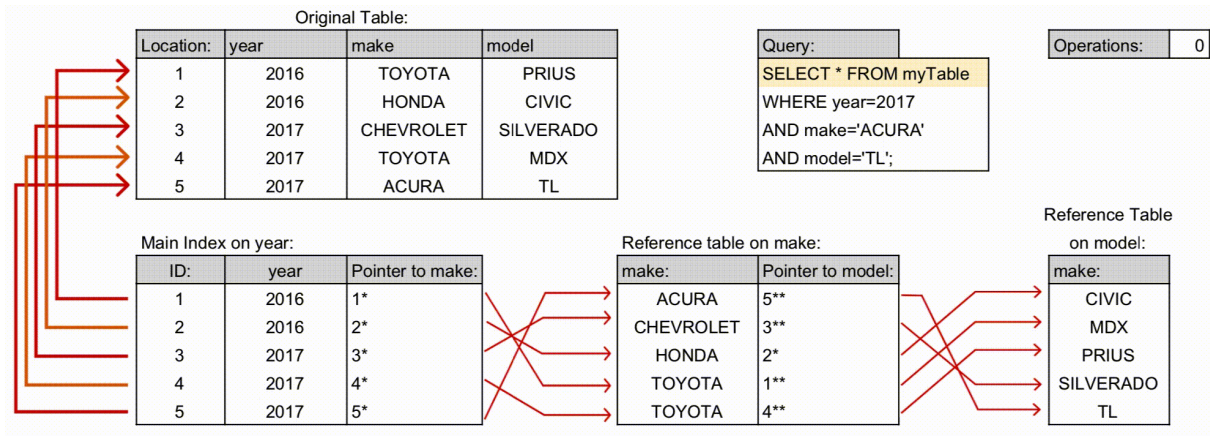 Original Table:
Location: year make model
1 2016 TOYOTA PRIUS
2 2016 HONDA CIVIC
3 2017 CHEVROLET SILVERADO
4 2017 TOYOTA MDX
5 2017 ACURA TL
Query:
SELECT * FROM myTable
WHERE year=2017
AND make='ACURA'
AND model='TL';
Operations: 0
Main Index on year:
ID: year Pointer to make:
1 2016 1*
2 2016 2*
3 2017 3*
4 2017 4*
5 2017 5*
Reference table on make:
make: Pointer to model:
ACURA 5**
CHEVROLET 3**
HONDA 2*
TOYOTA 1**
TOYOTA 4**
Reference Table
on model:
make:
CIVIC
MDX
PRIUS
SILVERADO
TL